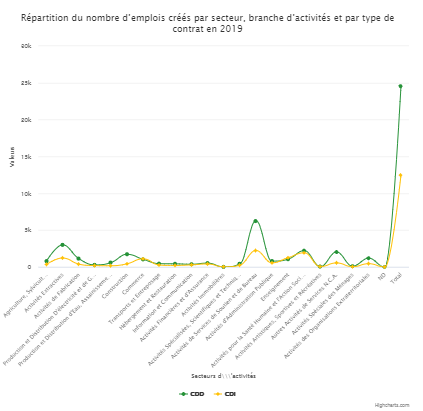 Répartition du nombre d'emplois créés par secteur, branche d'activités et par type de
contrat en 2019
30k
25k
20k
15k
10k
5k
0
Valeurs
Agriculture, Sylvicult…
Activités Extractives
Activités de Fabrication
Production et Distribution D'électricité et de G…
Production et Distribution d'Eau, Assainisseme…
Construction
Commerce
Transports et Entreposage
Hébergement et Restauration
Information et Communication
Activités Financières et d'Assurance
Activités Immobilières
Activités Spécialisées, Scientifiques et Techniq…
Activités de Services de Soutien et de Bureau
Activités d'Administration Publique
Enseignement
Activités pour la Santé Humaine et l'Action Soci…
Activités Artistiques, Sportives et Récréatives
Autres Activités de Services N.C.A.
Activités Spéciales des Ménages
Activités des Organisations Extraterritoriales
ND
Total
Secteurs d\'activités
CDD CDI
Highcharts.com